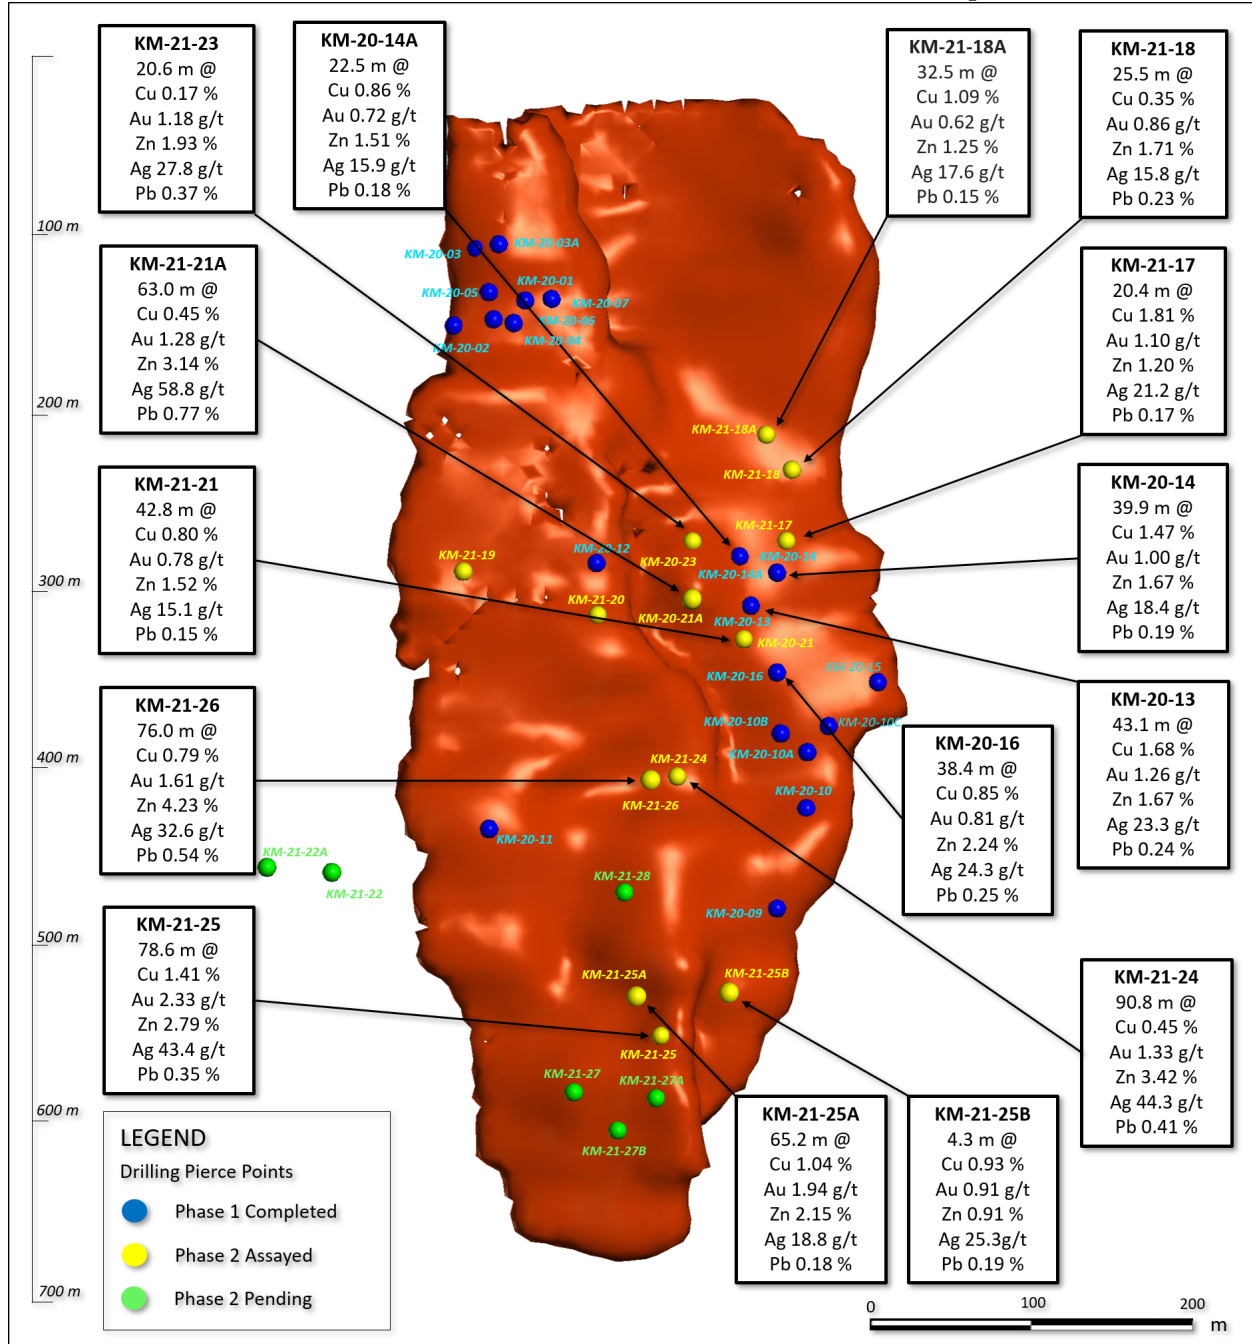 KM-21-23
20.6 m @
Cu 0.17 %
Au 1.18 g/t
Zn 1.93 %
Ag 27.8 g/t
Pb 0.37 %
KM-20-14A
22.5 m @
Cu 0.86 %
Au 0.72 g/t
Zn 1.51 %
Ag 15.9 g/t
Pb 0.18 %
KM-21-18A
32.5 m @
Cu 1.09 %
Au 0.62 g/t
Zn 1.25 %
Ag 17.6 g/t
Pb 0.15 %
KM-21-18
25.5 m @
Cu 0.35 %
Au 0.86 g/t
Zn 1.71 %
Ag 15.8 g/t
Pb 0.23 %
KM-21-21A
63.0 m @
Cu 0.45 %
Au 1.28 g/t
Zn 3.14 %
Ag 58.8 g/t
Pb 0.77 %
KM-21-17
20.4 m @
Cu 1.81 %
Au 1.10 g/t
Zn 1.20 %
Ag 21.2 g/t
Pb 0.17 %
KM-21-21
42.8 m @
Cu 0.80 %
Au 0.78 g/t
Zn 1.52 %
Ag 15.1 g/t
Pb 0.15 %
KM-20-14
39.9 m @
Cu 1.47 %
Au 1.00 g/t
Zn 1.67 %
Ag 18.4 g/t
Pb 0.19 %
KM-21-26
76.0 m @
Cu 0.79 %
Au 1.61 g/t
Zn 4.23 %
Ag 32.6 g/t
Pb 0.54 %
KM-20-13
43.1 m @
Cu 1.68 %
Au 1.26 g/t
Zn 1.67 %
Ag 23.3 g/t
Pb 0.24 %
KM-20-16
38.4 m @
Cu 0.85 %
Au 0.81 g/t
Zn 2.24 %
Ag 24.3 g/t
Pb 0.25 %
KM-21-25
78.6 m @
Cu 1.41 %
Au 2.33 g/t
Zn 2.79 %
Ag 43.4 g/t
Pb 0.35 %
KM-21-24
90.8 m @
Cu 0.45 %
Au 1.33 g/t
Zn 3.42 %
Ag 44.3 g/t
Pb 0.41 %
KM-21-25A
65.2 m @
Cu 1.04 %
Au 1.94 g/t
Zn 2.15 %
Ag 18.8 g/t
Pb 0.18 %
KM-21-25B
4.3 m @
Cu 0.93 %
Au 0.91 g/t
Zn 0.91 %
Ag 25.3g/t
Pb 0.19 %
100 m
200 m
300 m
400 m
500 m
600 m
700 m
KM-20-03
KM-20-03A
KM-20-05
KM-20-01
KM-20-07
KM-20-06
KM-20-04
KM-20-02
KM-21-18A
KM-21-18
KM-21-17
KM-20-12
KM-20-23
KM-20-14
KM-20-14A
KM-21-19
KM-21-20
KM-20-21A
KM-20-13
KM-20-21
KM-20-16
KM-20-15
KM-20-10B
KM-20-10C
KM-20-10A
KM-21-24
KM-21-26
KM-20-10
KM-20-11
KM-21-22A
KM-21-22
KM-21-28
KM-20-09
KM-21-25A
KM-21-25B
KM-21-25
KM-21-27
KM-21-27A
KM-21-27B
LEGEND
Drilling Pierce Points
Phase 1 Completed
Phase 2 Assayed
Phase 2 Pending
0 100 200
m